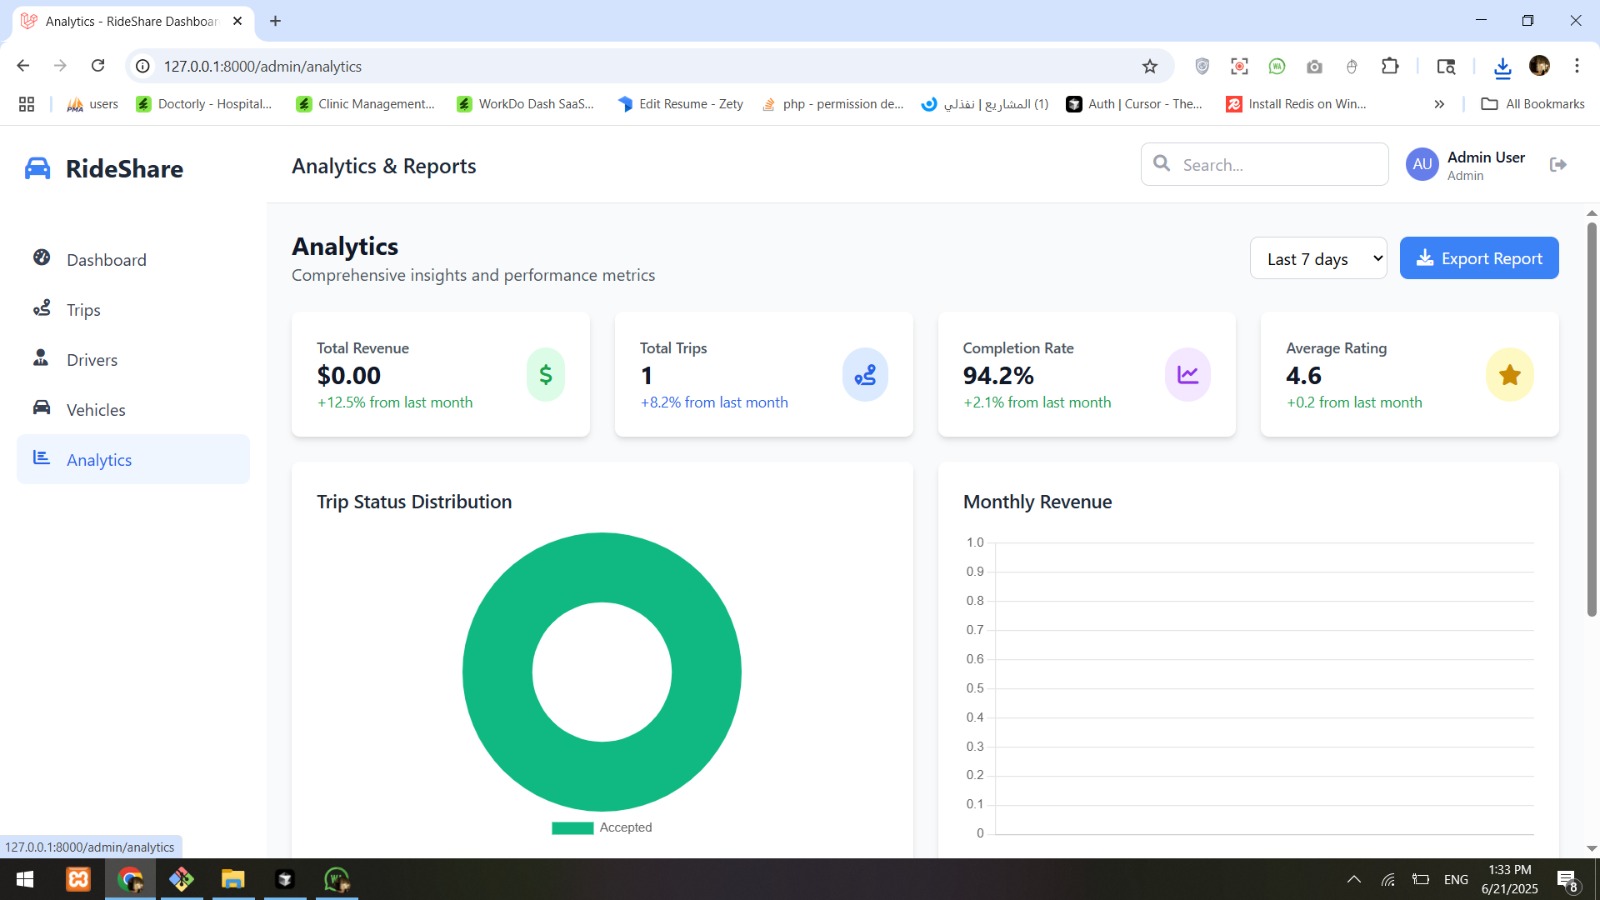 Analytics - RideShare Dashboar
127.0.0.1:8000/admin/analytics
users
Doctorly - Hospital...
Clinic Management...
WorkDo Dash SaaS...
Edit Resume - Zety
php - permission de...
(1) المشاريع | نفذلي
Auth | Cursor - The...
Install Redis on Win...
All Bookmarks
RideShare
Analytics & Reports
Search...
AU
Admin User
Admin
Dashboard
Trips
Drivers
Vehicles
Analytics
Analytics
Comprehensive insights and performance metrics
Last 7 days
Export Report
Total Revenue
$0.00
+12.5% from last month
Total Trips
1
+8.2% from last month
Completion Rate
94.2%
+2.1% from last month
Average Rating
4.6
+0.2 from last month
Trip Status Distribution
Accepted
Monthly Revenue
1.0
0.9
0.8
0.7
0.6
0.5
0.4
0.3
0.2
0.1
0
127.0.0.1:8000/admin/analytics
ENG
1:33 PM
6/21/2025
8